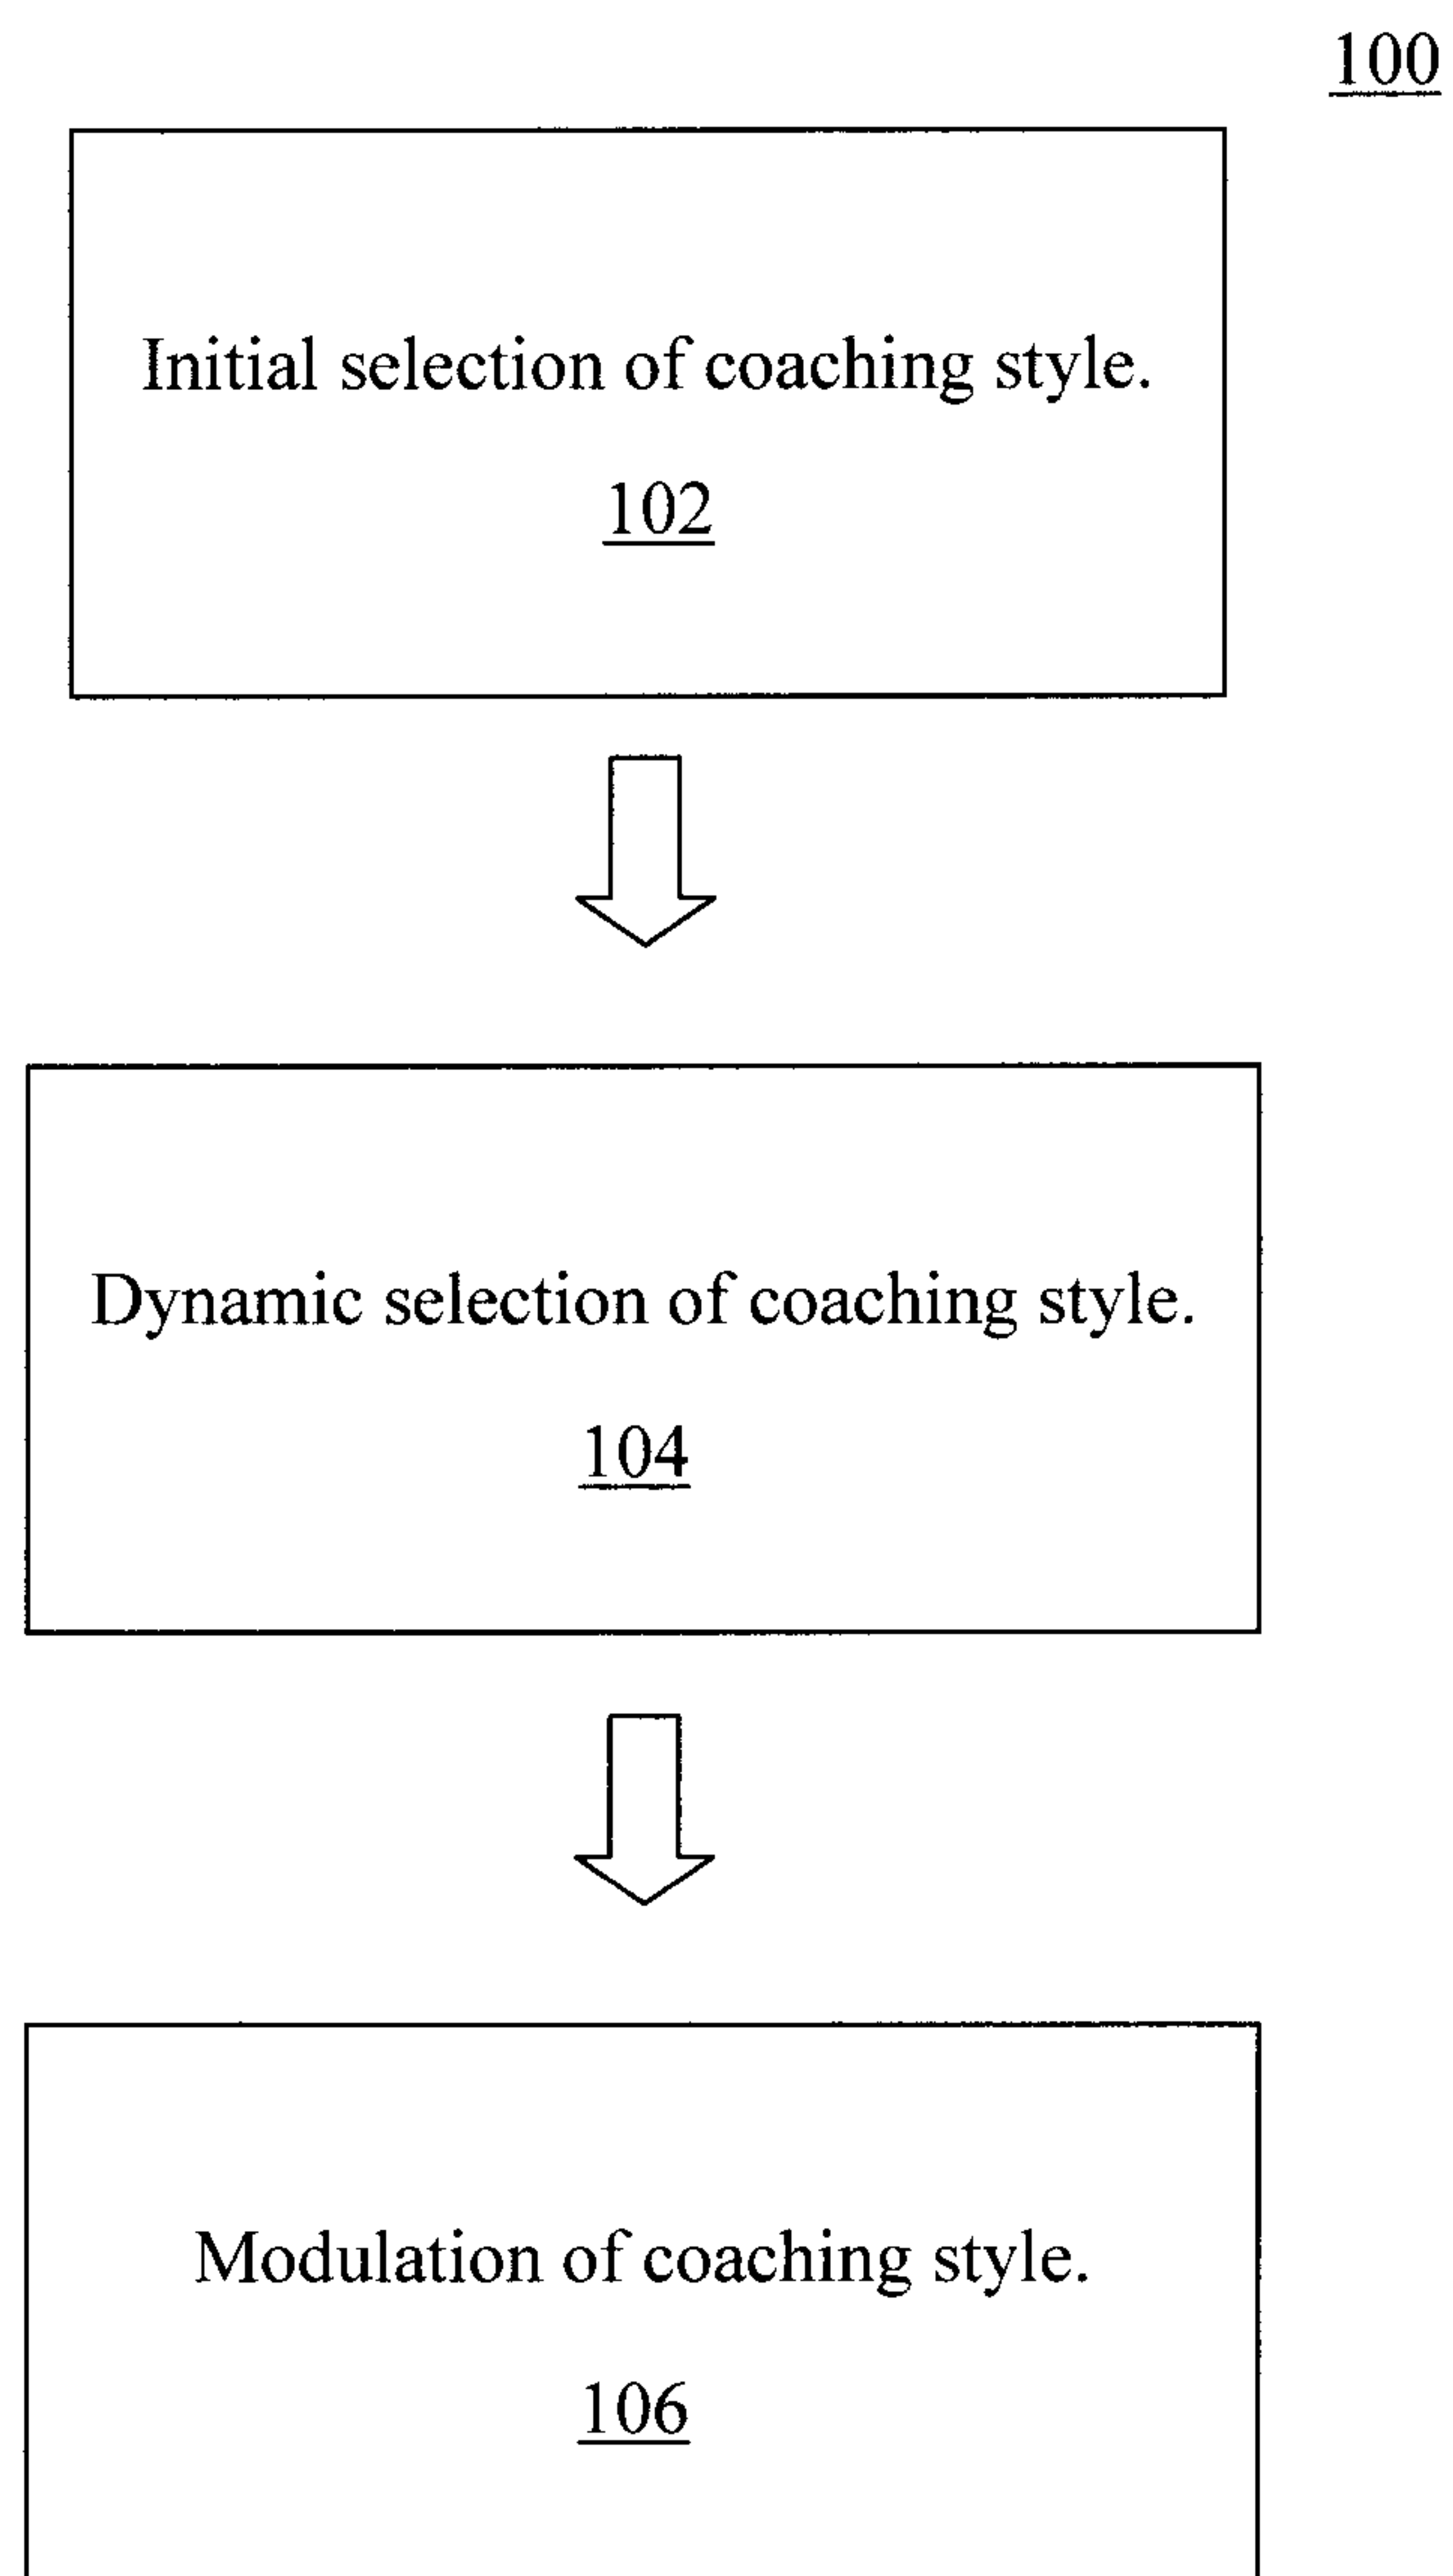 100
Initial selection of coaching style.
102
Dynamic selection of coaching style.
104
Modulation of coaching style.
106